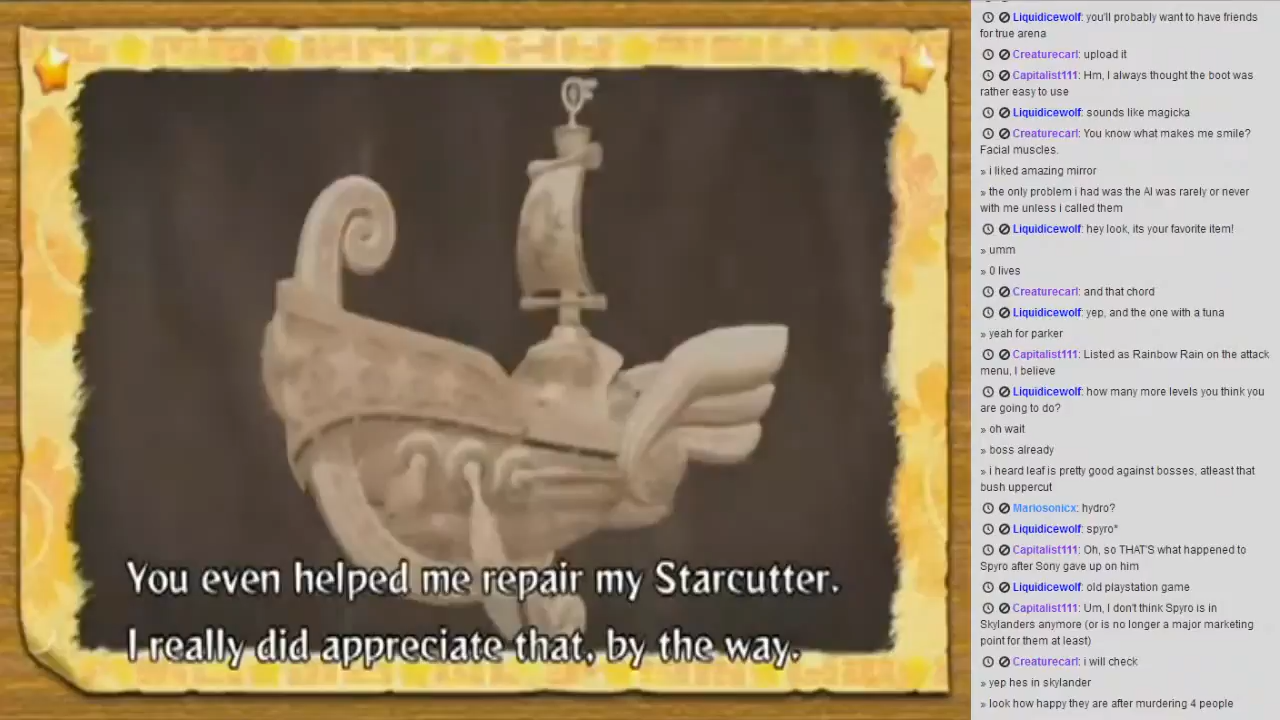 You even helped me repair my Starcutter.
I really did appreciate that, by the way.
Liquidicewolf: you'll probably want to have friends
for true arena
Creaturecarl: upload it
Capitalist111: Hm, I always thought the boot was
rather easy to use
Liquidicewolf: sounds like magicka
Creaturecarl: You know what makes me smile?
Facial muscles.
» i liked amazing mirror
» the only problem i had was the AI was rarely or never
with me unless i called them
Liquidicewolf: hey look, its your favorite item!
» umm
» 0 lives
Creaturecarl: and that chord
Liquidicewolf: yep, and the one with a tuna
» yeah for parker
Capitalist111: Listed as Rainbow Rain on the attack
menu, I believe
Liquidicewolf: how many more levels you think you
are going to do?
» oh wait
» boss already
» i heard leaf is pretty good against bosses, atleast that
bush uppercut
Mariosonicx: hydro?
Liquidicewolf: spyro*
Capitalist111: Oh, so THAT'S what happened to
Spyro after Sony gave up on him
Liquidicewolf: old playstation game
Capitalist111: Um, I don't think Spyro is in
Skylanders anymore (or is no longer a major marketing
point for them at least)
Creaturecarl: i will check
» yep hes in skylander
» look how happy they are after murdering 4 people